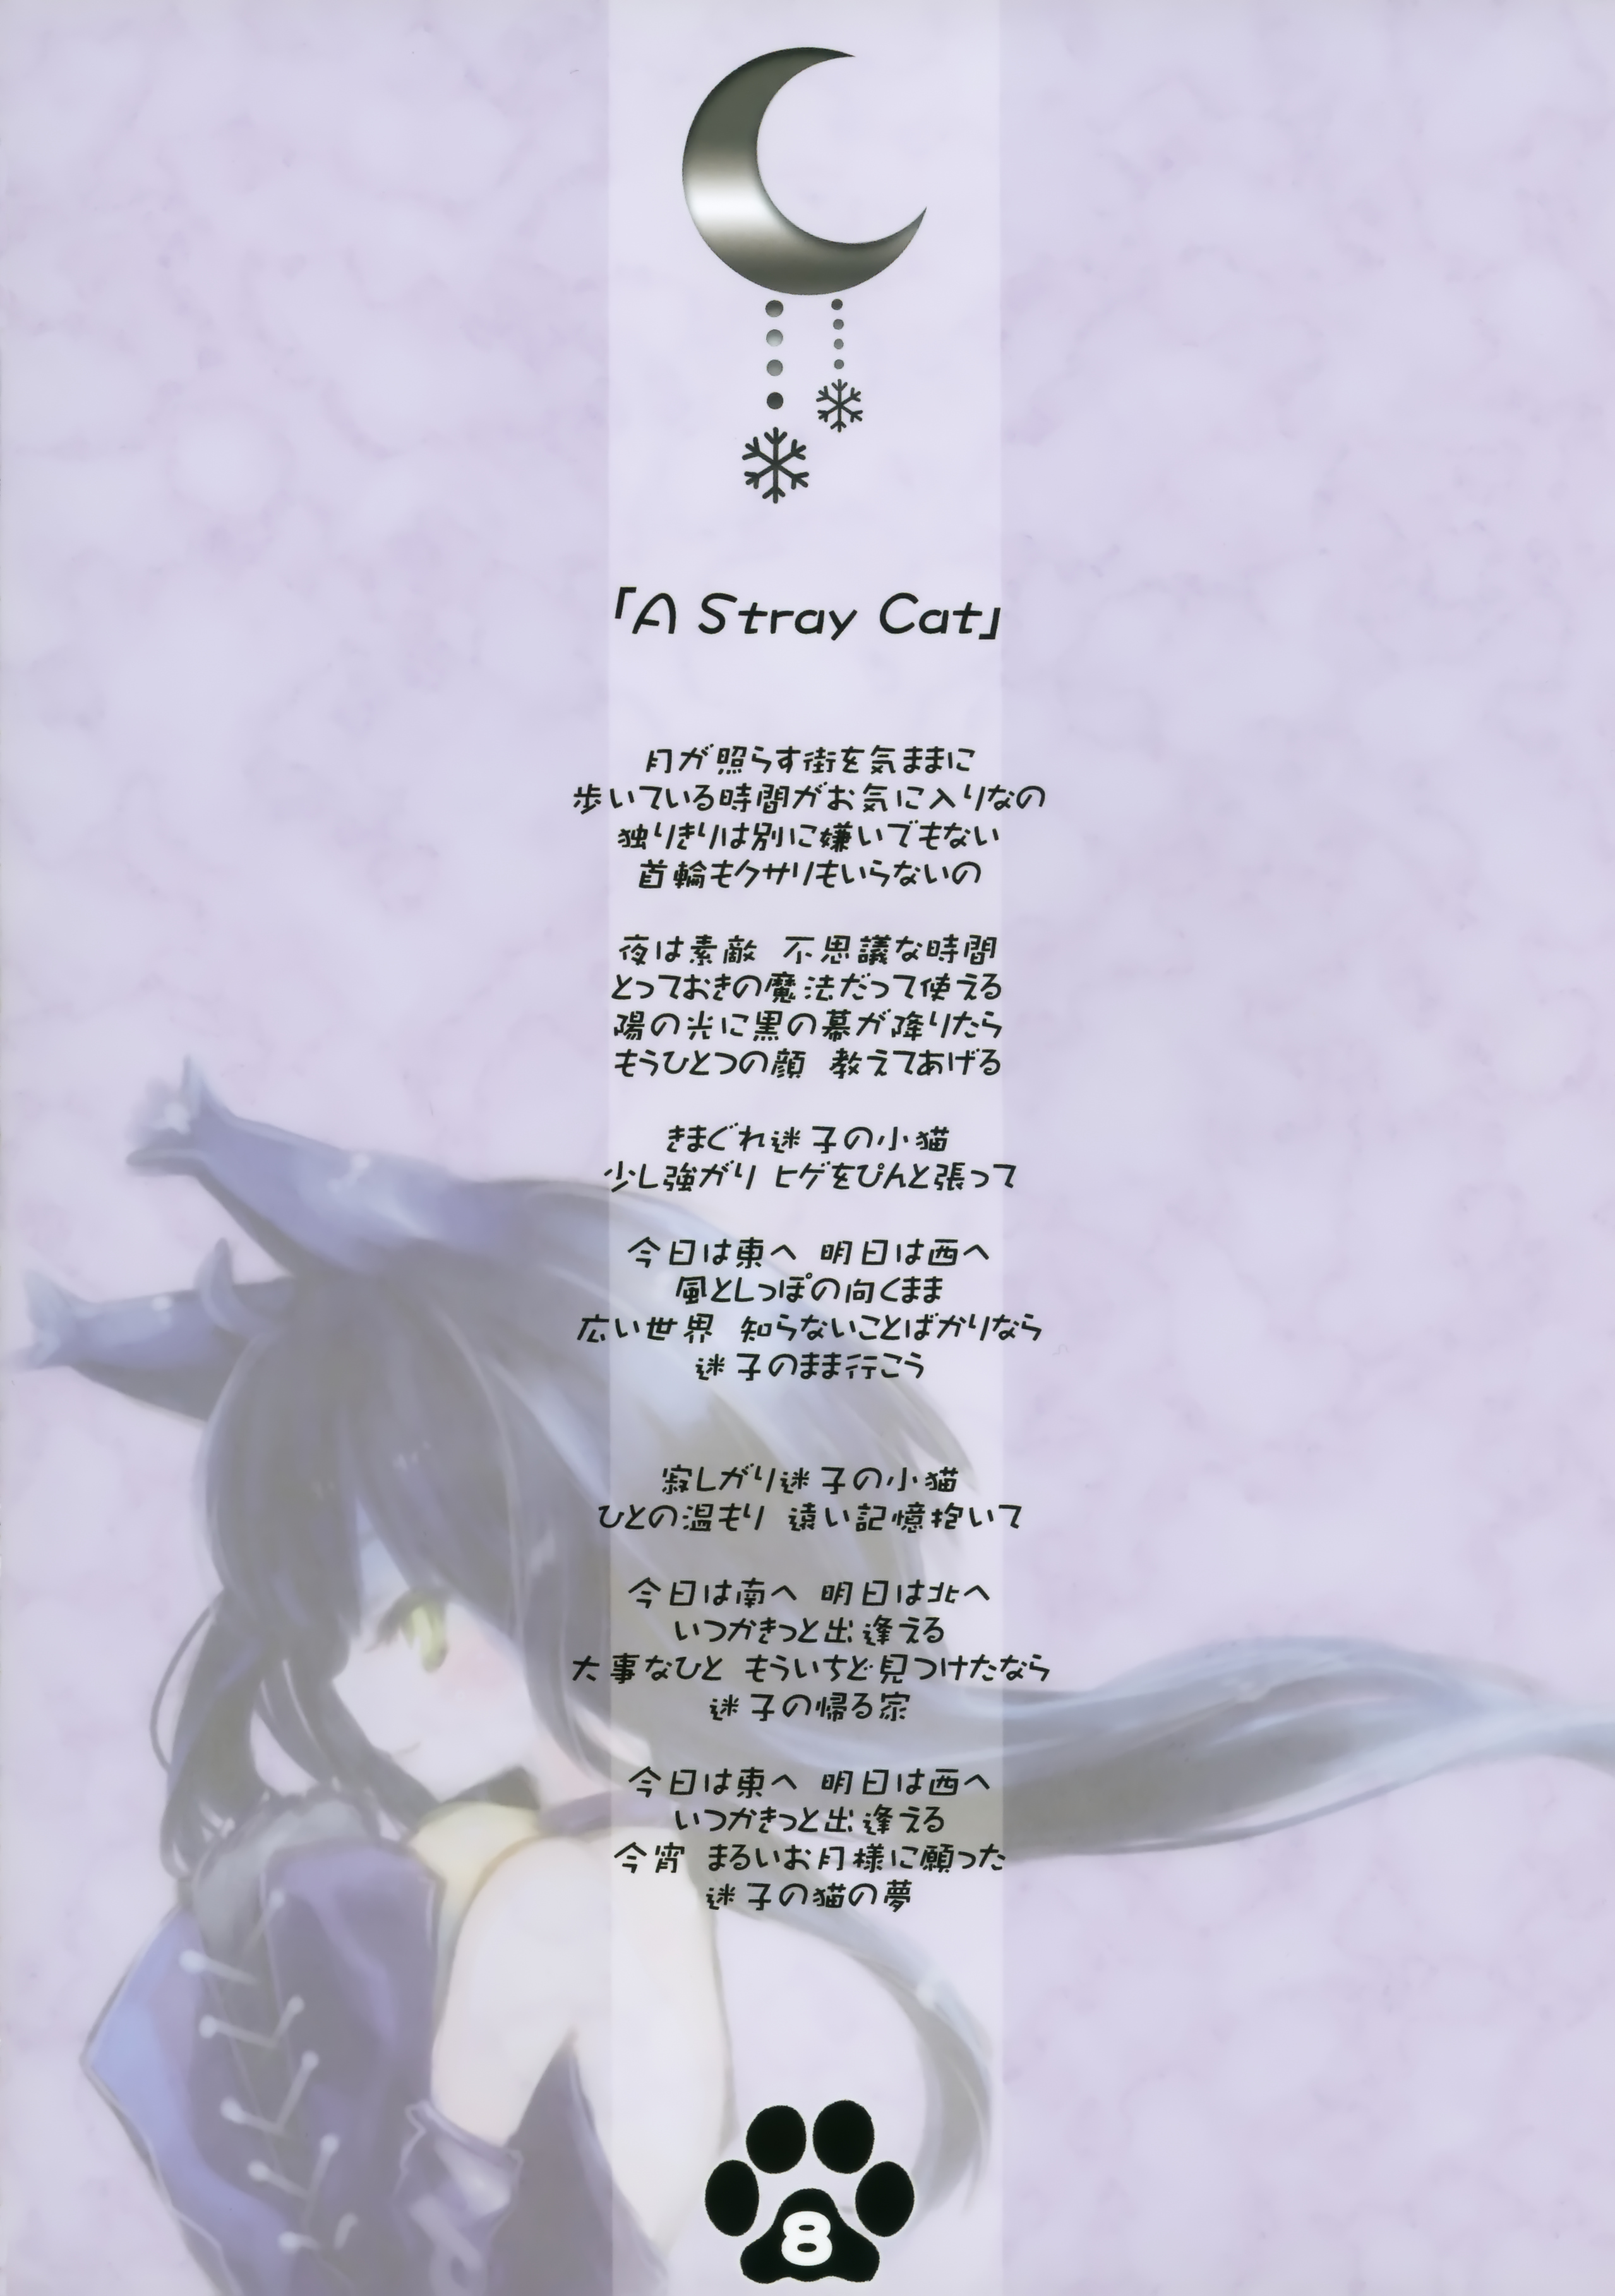 「A Stray Cat」
月が照らす街を気ままに
歩いている時間がお気に入りなの
独りきりは別に嫌いでもない
首輪もクサリもいらないの
夜は素敵 不思議な時間
とっておきの魔法だって使える
陽の光に黒の幕が降りたら
もうひとつの顔 教えてあげる
きまぐれ迷子の小猫
少し強がり ヒゲをぴんと張って
今日は東へ 明日は西へ
風としっぽの向くまま
広い世界 知らないことばかりなら
迷子のまま行こう
寂しがり迷子の小猫
ひとの温もり 遠い記憶抱いて
今日は南へ 明日は北へ
いつかきっと出逢える
大事なひと もういちど見つけたなら
迷子の帰る家
今日は東へ 明日は西へ
いつかきっと出逢える
今宵 まるいお月様に願った
迷子の猫の夢
8